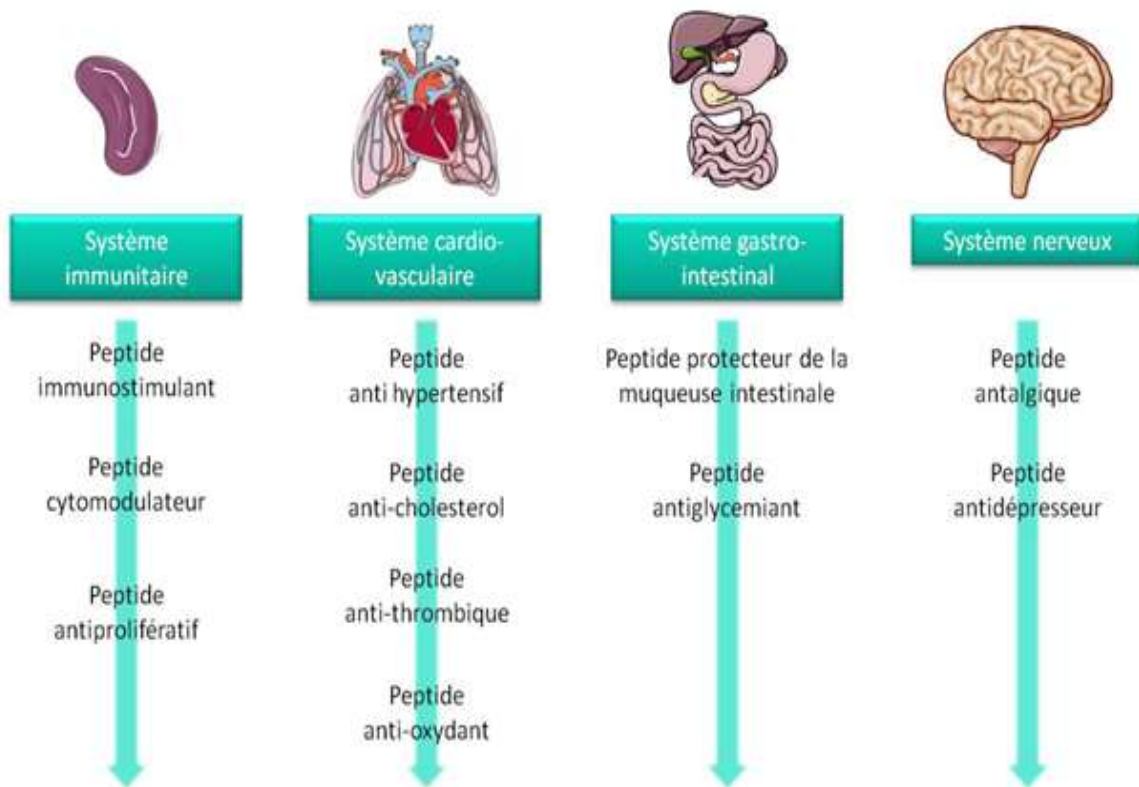 Système
immunitaire
Peptide
immunostimulant
Peptide
cytomodulateur
Peptide
antiprolifératif
Système cardio-
vasculaire
Peptide
anti hypertensif
Peptide
anti-cholesterol
Peptide
anti-thrombique
Peptide
anti-oxydant
Système gastro-
intestinal
Peptide protecteur de la
muqueuse intestinale
Peptide
antiglycemiant
Système nerveux
Peptide
antalgique
Peptide
antidépresseur